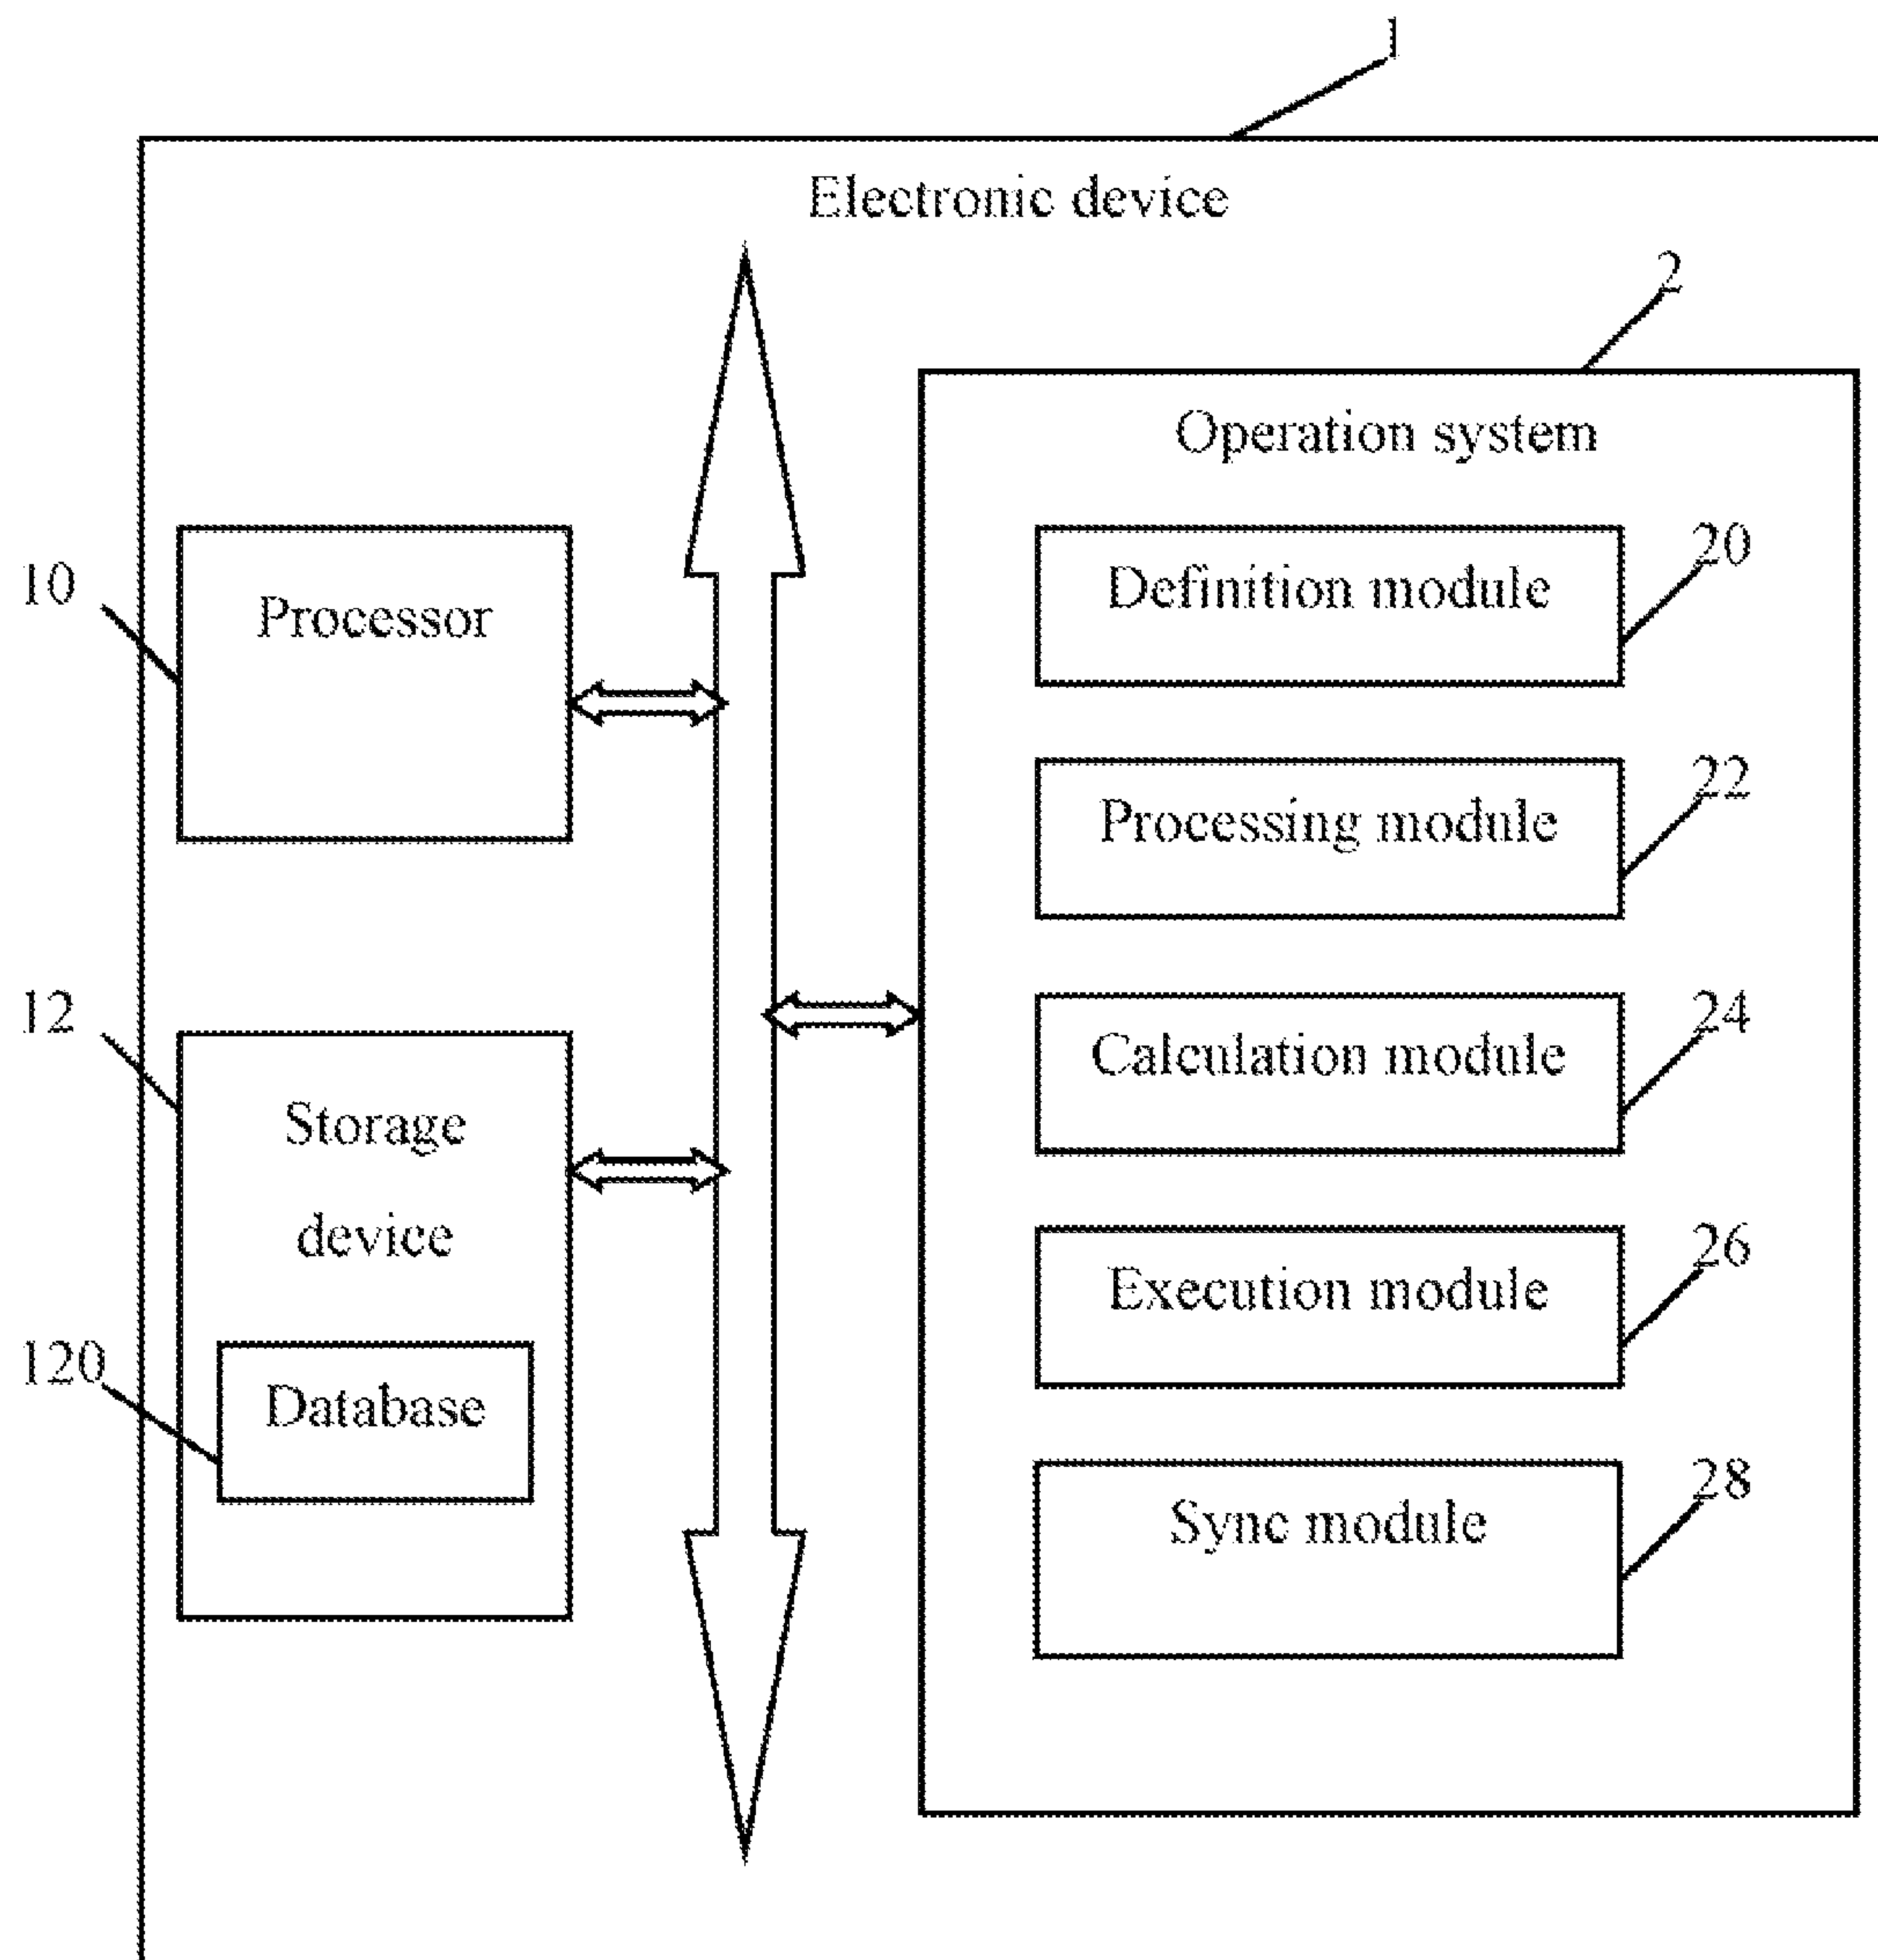 1
Electronic device
2
Operation system
10
Processor
Definition module
20
Processing module
22
12
Storage
device
Calculation module
24
Execution module
26
120
Database
Sync module
28